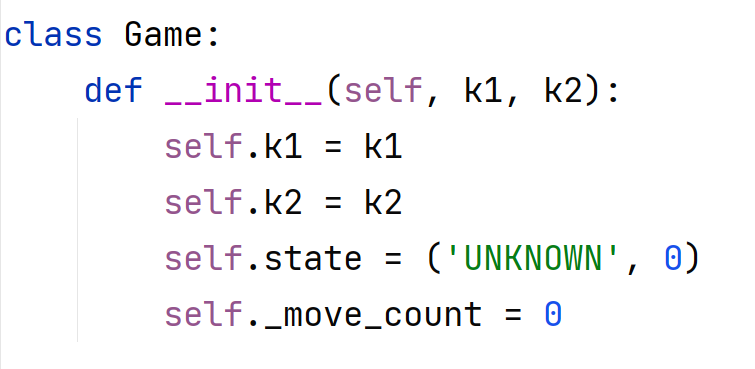 class Game:
    def __init__(self, k1, k2):
        self.k1 = k1
        self.k2 = k2
        self.state = ('UNKNOWN', 0)
        self._move_count = 0